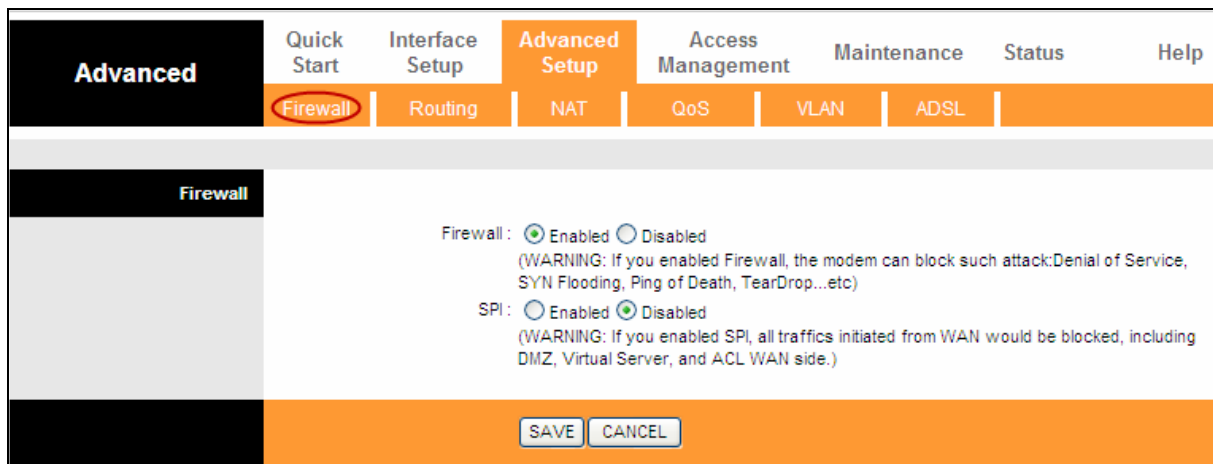 Advanced
Quick Start
Interface Setup
Advanced Setup
Access Management
Maintenance
Status
Help
Firewall
Routing
NAT
QoS
VLAN
ADSL
Firewall
Firewall : Enabled Disabled
(WARNING: If you enabled Firewall, the modem can block such attack:Denial of Service,
SYN Flooding, Ping of Death, TearDrop...etc)
SPI : Enabled Disabled
(WARNING: If you enabled SPI, all traffics initiated from WAN would be blocked, including
DMZ, Virtual Server, and ACL WAN side.)
SAVE CANCEL